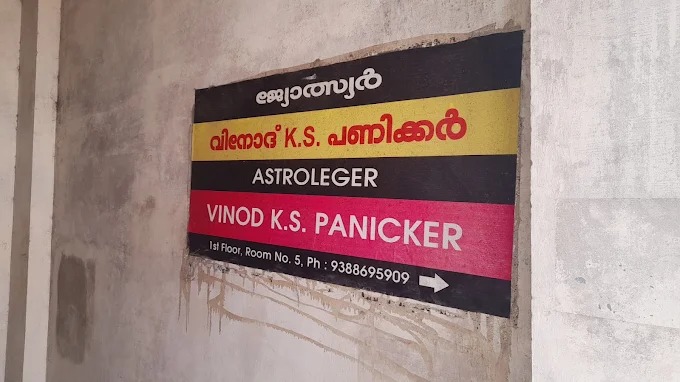 ജ്യോത്സ്യർ
വിനോദ് K.S. പണിക്കർ
ASTROLEGER
VINOD K.S. PANICKER
1st Floor, Room No. 5, Ph : 9388695909